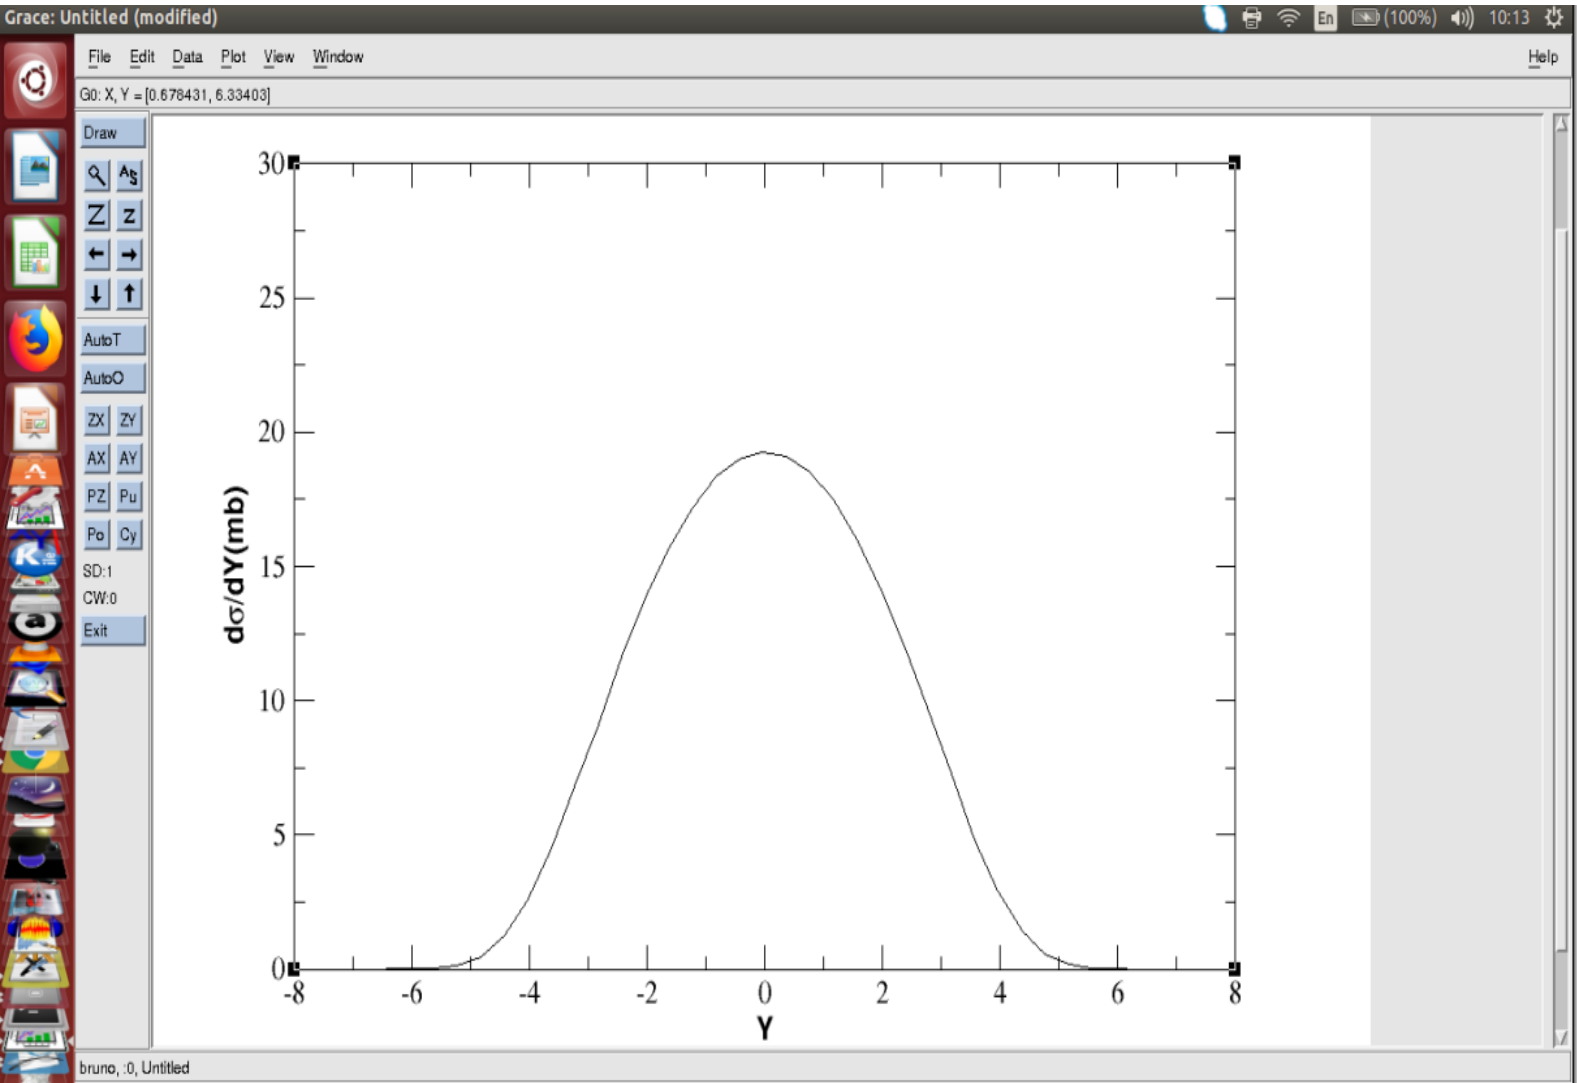 Grace: Untitled (modified)
En (100%) 10:13
File Edit Data Plot View Window Help
G0: X, Y = [0.678431, 6.33403]
Draw
A S
Z z
AutoT
AutoO
ZX ZY
AX AY
PZ Pu
Po Cy
SD:1
CW:0
Exit
30
25
20
15
10
5
0
dσ/dY(mb)
-8 -6 -4 -2 0 2 4 6 8
Y
K
a
bruno, :0, Untitled